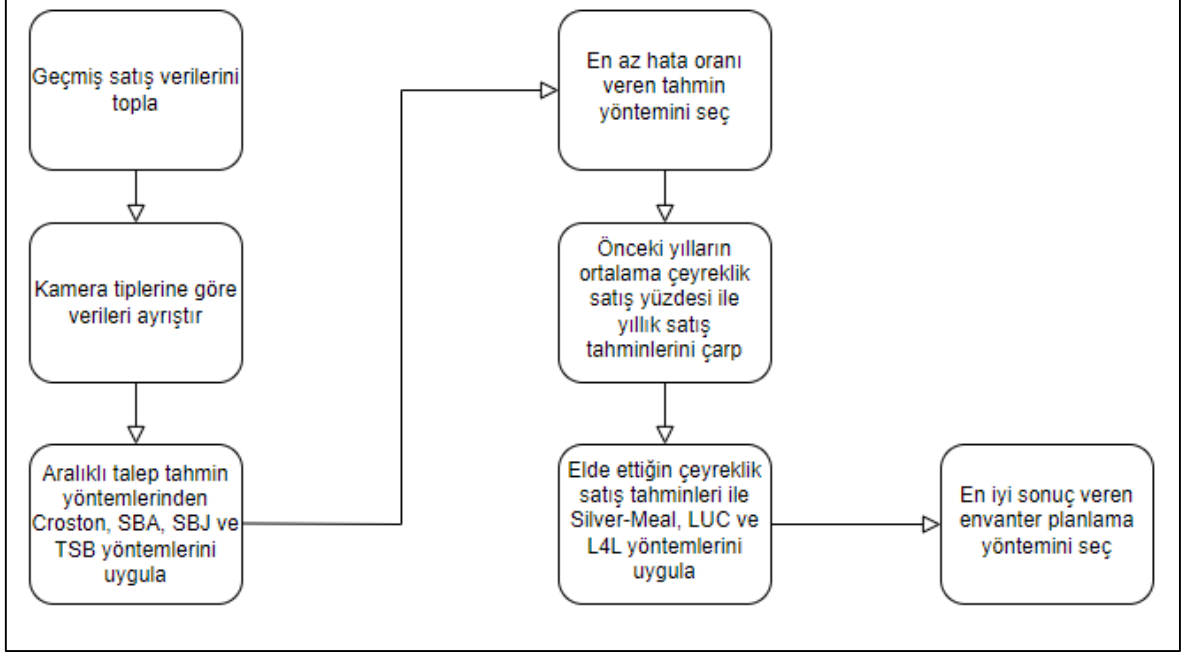 Geçmiş satış verilerini
topla
Kamera tiplerine göre
verileri ayrıştır
Aralıklı talep tahmin
yöntemlerinden
Croston, SBA, SBJ ve
TSB yöntemlerini
uygula
En az hata oranı
veren tahmin
yöntemini seç
Önceki yılların
ortalama çeyreklik
satış yüzdesi ile
yıllık satış
tahminlerini çarp
Elde ettiğin çeyreklik
satış tahminleri ile
Silver-Meal, LUC ve
L4L yöntemlerini
uygula
En iyi sonuç veren
envanter planlama
yöntemini seç